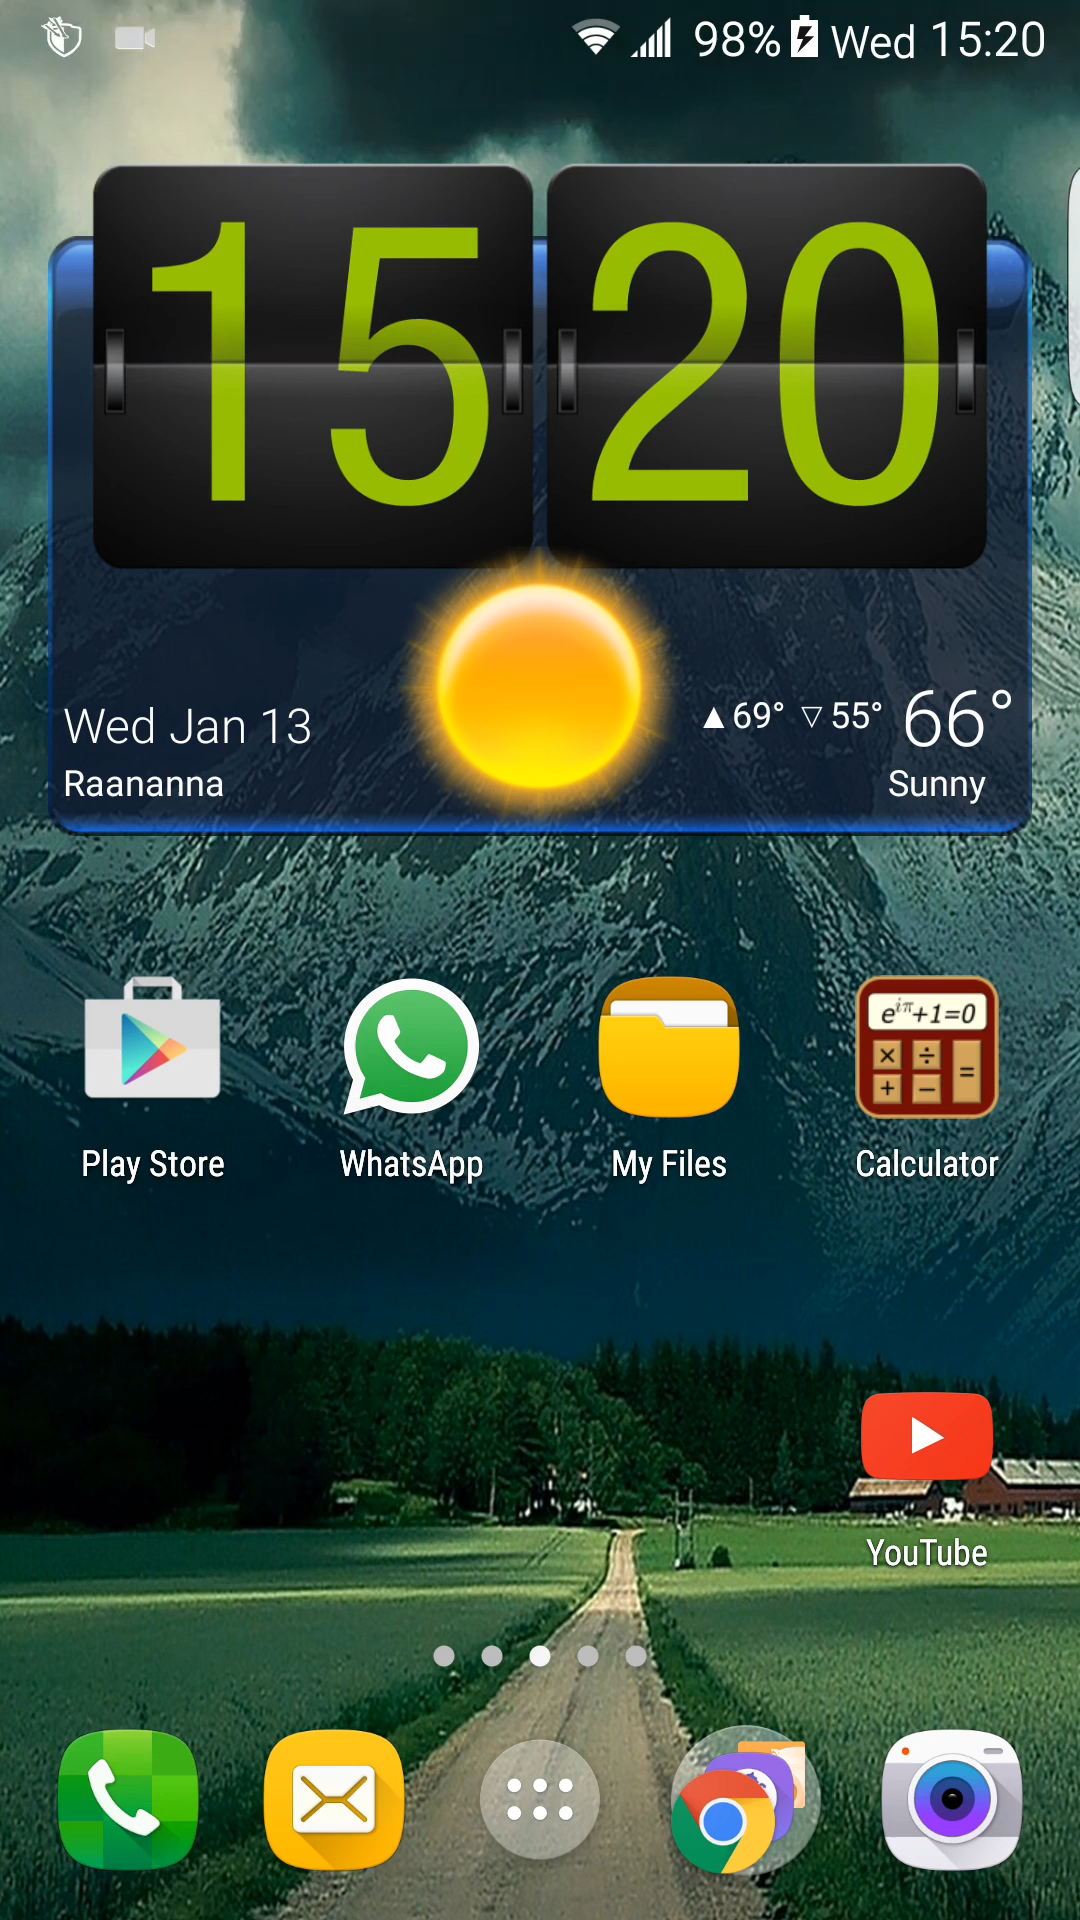 98% Wed 15:20
15 20
Wed Jan 13
▲69° ▽55° 66°
Raananna
Sunny
e^iπ+1=0
× ÷
+ − =
Play Store
WhatsApp
My Files
Calculator
YouTube